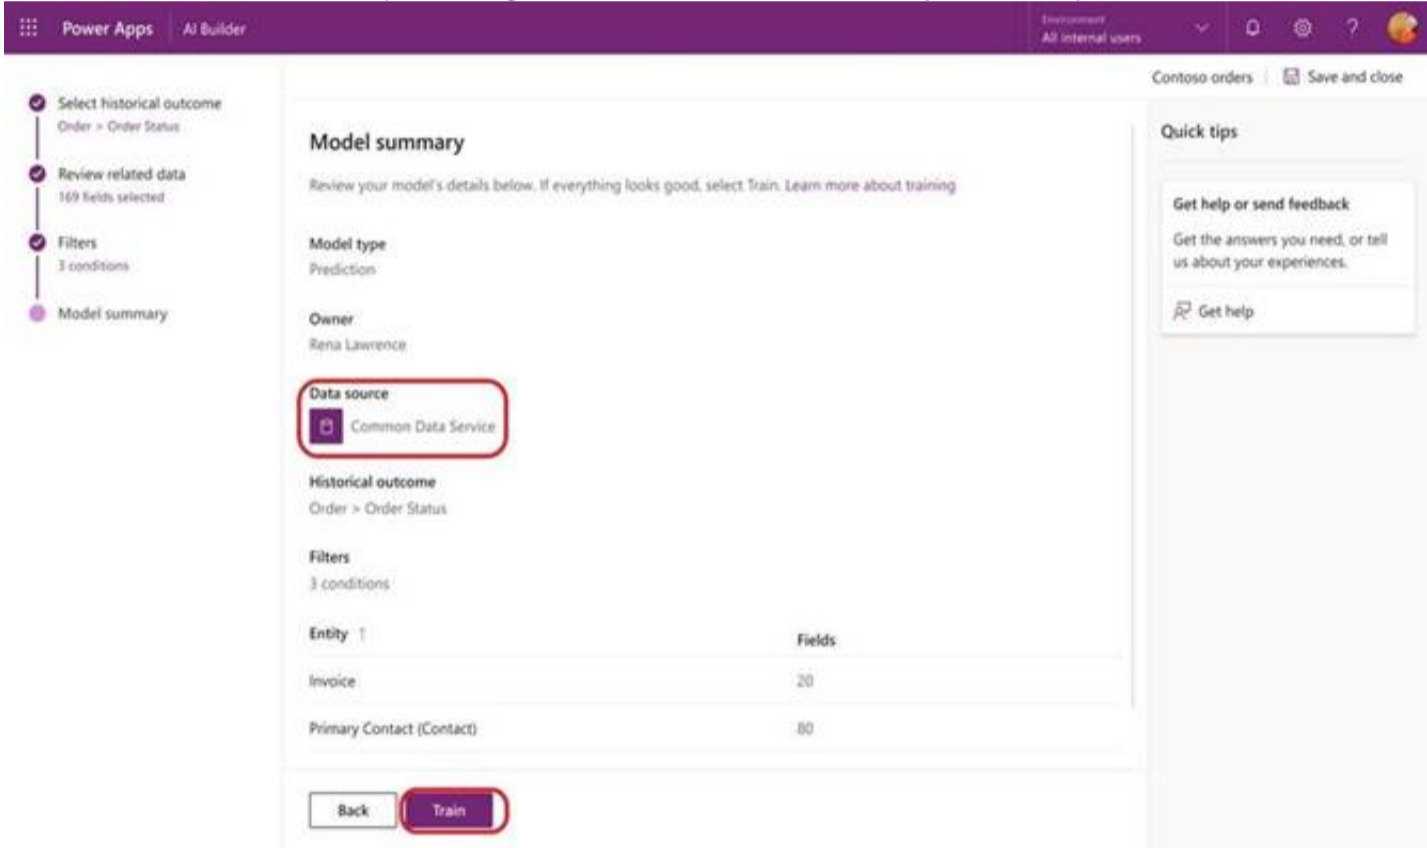 Power Apps
AI Builder
Environment
All internal users
?
Contoso orders
Save and close
Select historical outcome
Order > Order Status
Review related data
169 fields selected
Filters
3 conditions
Model summary
Model summary
Review your model's details below. If everything looks good, select Train. Learn more about training
Model type
Prediction
Owner
Rena Lawrence
Data source
Common Data Service
Historical outcome
Order > Order Status
Filters
3 conditions
Entity ↑
Fields
Invoice
20
Primary Contact (Contact)
80
Back
Train
Quick tips
Get help or send feedback
Get the answers you need, or tell
us about your experiences.
Get help